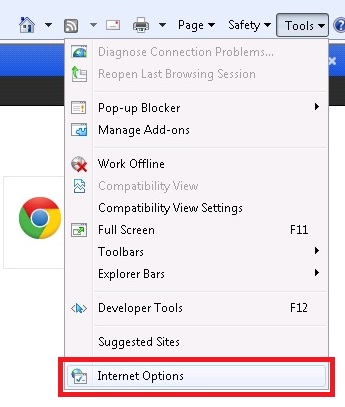 Page Safety Tools
Diagnose Connection Problems...
Reopen Last Browsing Session
Pop-up Blocker
Manage Add-ons
Work Offline
Compatibility View
Compatibility View Settings
Full Screen F11
Toolbars
Explorer Bars
Developer Tools F12
Suggested Sites
Internet Options